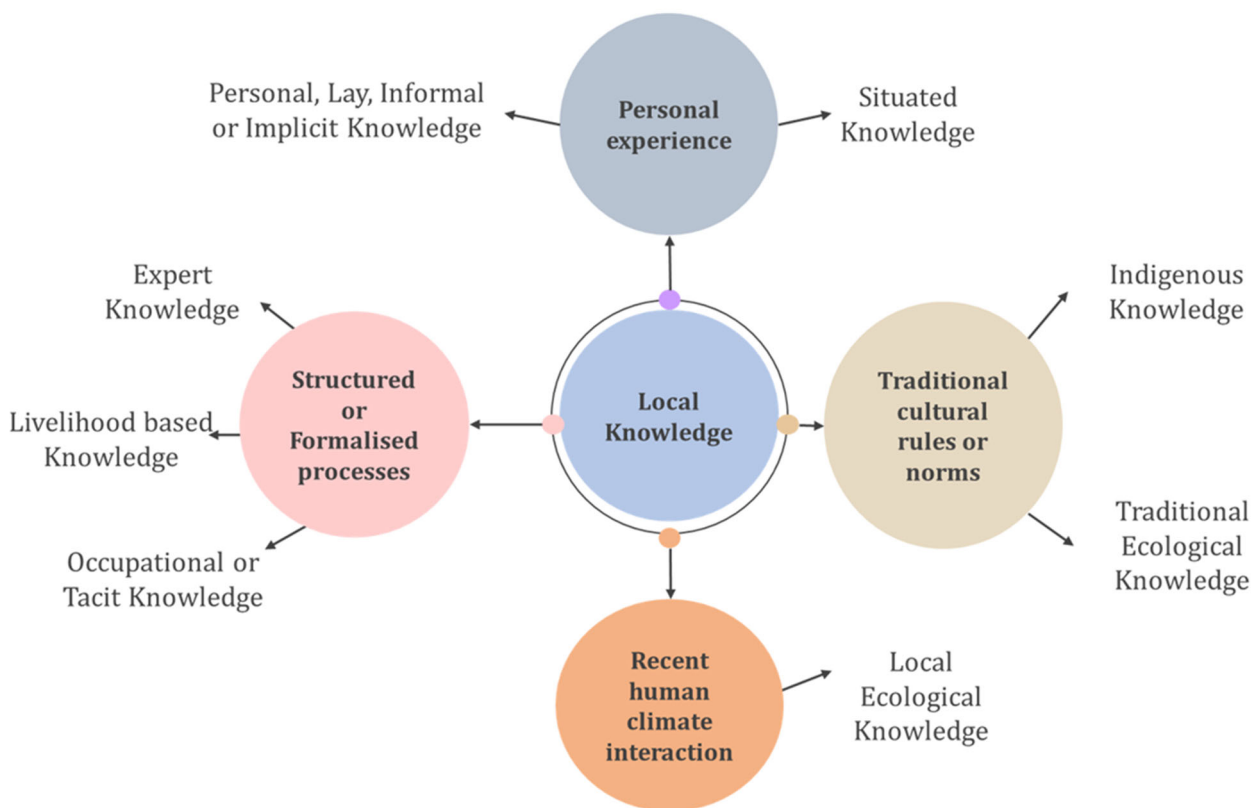 Personal, Lay, Informal
or Implicit Knowledge
Personal
experience
Situated
Knowledge
Expert
Knowledge
Livelihood based
Knowledge
Occupational or
Tacit Knowledge
Structured
or
Formalised
processes
Local
Knowledge
Traditional
cultural
rules or
norms
Indigenous
Knowledge
Traditional
Ecological
Knowledge
Recent
human
climate
interaction
Local
Ecological
Knowledge